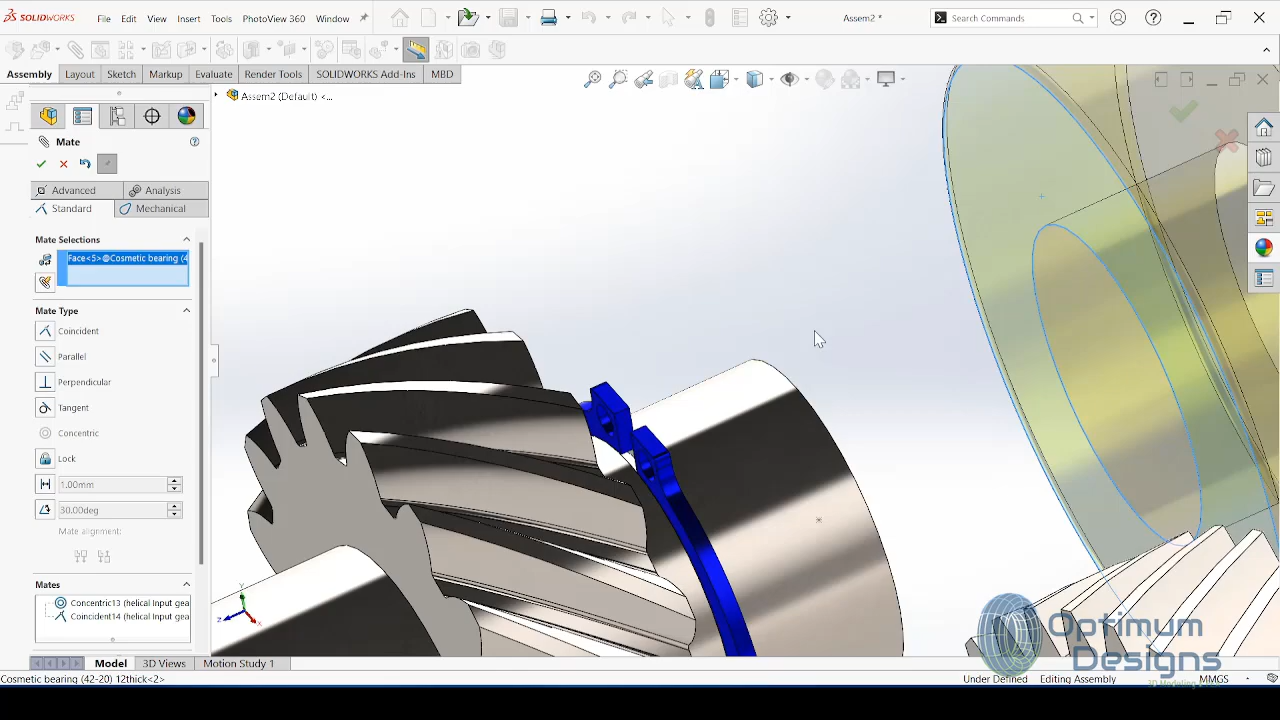 SOLIDWORKS File Edit View Insert Tools PhotoView 360 Window Assem2 * Search Commands
Assembly Layout Sketch Markup Evaluate Render Tools SOLIDWORKS Add-Ins MBD
Assem2 (Default) <...
Mate
Advanced Analysis
Standard Mechanical
Mate Selections
Face<5>@Cosmetic bearing (4
Mate Type
Coincident
Parallel
Perpendicular
Tangent
Concentric
Lock
1.00mm
30.00deg
Mate alignment:
Mates
Concentric13 (helical Input gea
Coincident14 (helical Input gea
Y
Z
X
Optimum
Designs
Model 3D Views Motion Study 1
Cosmetic bearing (42-20) 12thick<2> Under Defined Editing Assembly MMGS